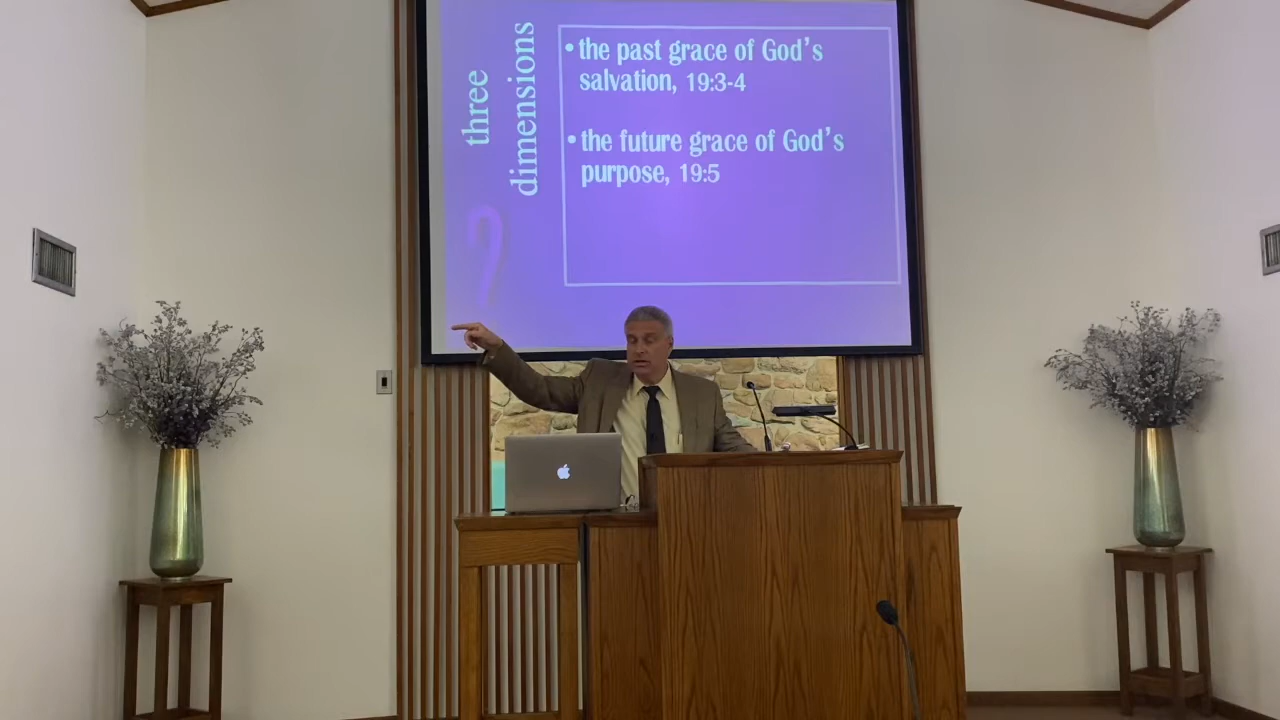 three
dimensions
• the past grace of God's
salvation, 19:3-4
• the future grace of God's
purpose, 19:5